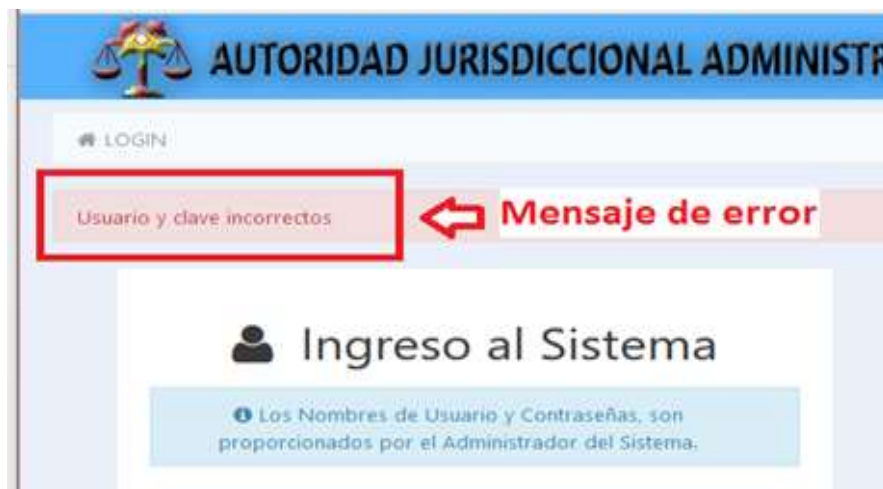 AUTORIDAD JURISDICCIONAL ADMINISTR
LOGIN
Usuario y clave incorrectos
Mensaje de error
Ingreso al Sistema
Los Nombres de Usuario y Contraseñas, son
proporcionados por el Administrador del Sistema.